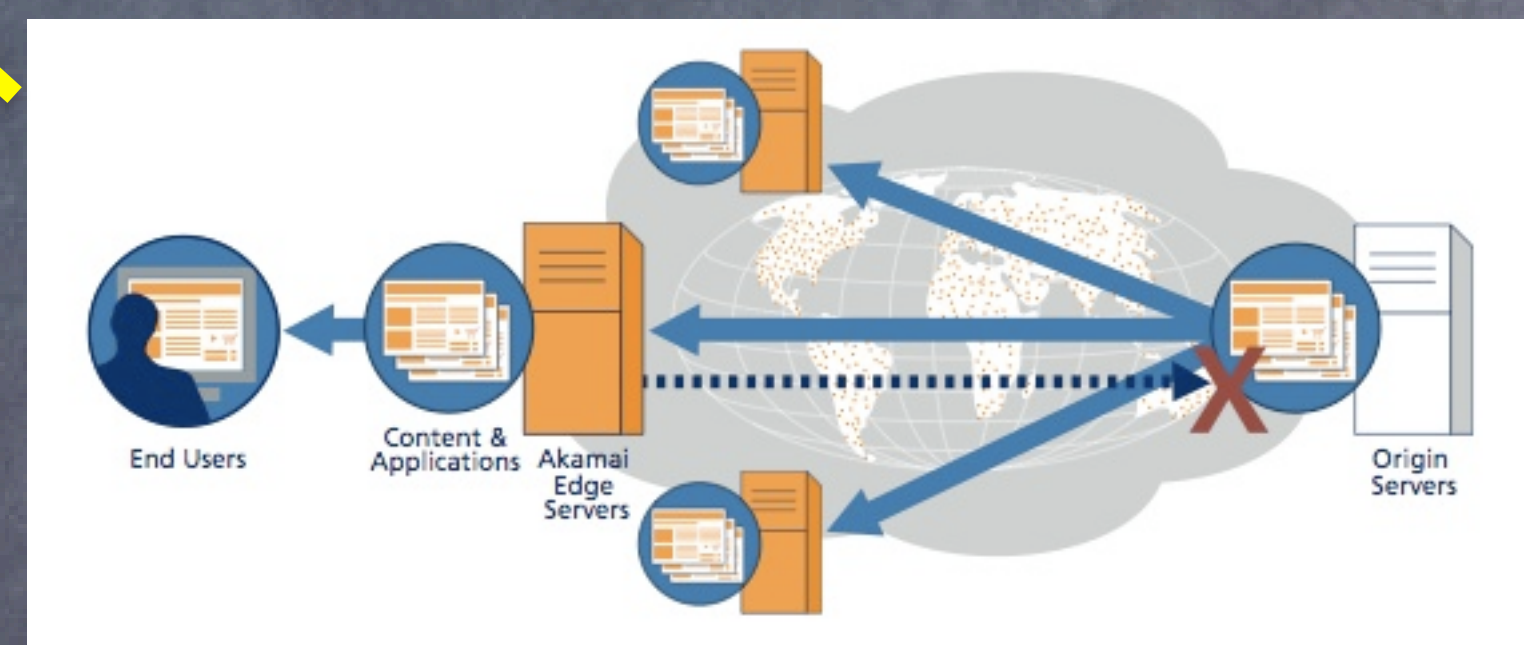 End Users
Content &
Applications
Akamai
Edge
Servers
Origin
Servers
X